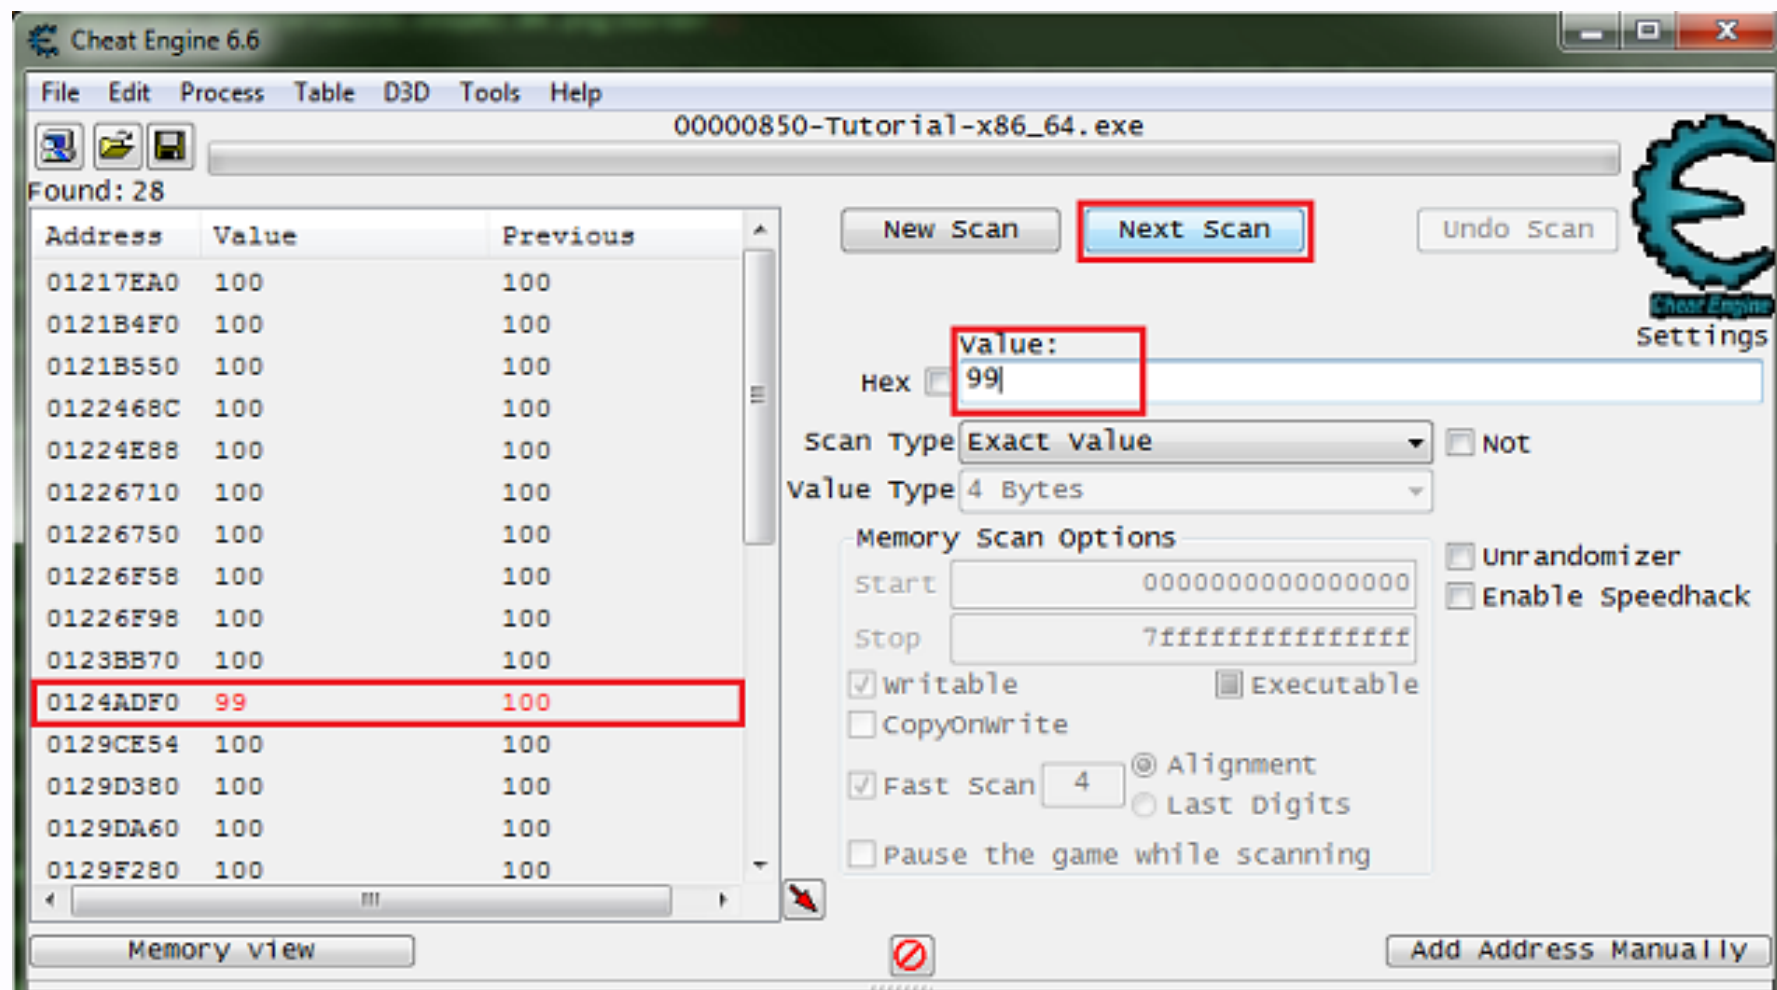 Cheat Engine 6.6
File Edit Process Table D3D Tools Help
00000850-Tutorial-x86_64.exe
Found: 28
Address Value Previous
01217EA0 100 100
0121B4F0 100 100
0121B550 100 100
0122468C 100 100
01224E88 100 100
01226710 100 100
01226750 100 100
01226F58 100 100
01226F98 100 100
0123BB70 100 100
0124ADF0 99 100
0129CE54 100 100
0129D380 100 100
0129DA60 100 100
0129F280 100 100
Memory view
New Scan Next Scan Undo Scan
Cheat Engine
Settings
Value:
Hex 99
Scan Type Exact Value Not
Value Type 4 Bytes
Memory Scan Options
Start 0000000000000000
Stop 7fffffffffffffff
Writable Executable
CopyOnWrite
Fast Scan 4 Alignment
Last Digits
Pause the game while scanning
Unrandomizer
Enable Speedhack
Add Address Manually